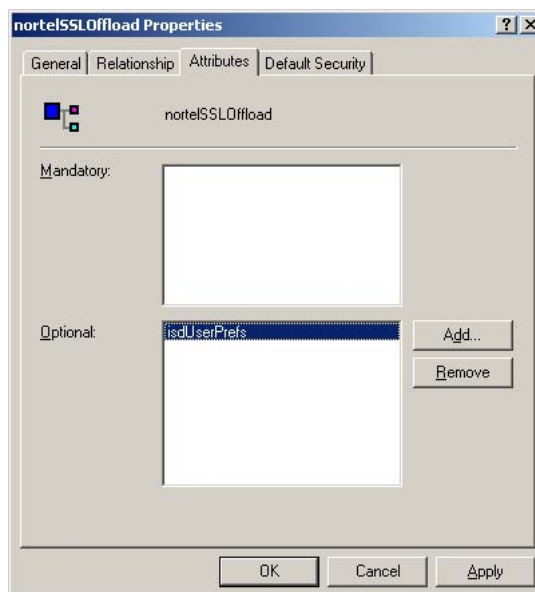 nortelSSLOffload Properties
General
Relationship
Attributes
Default Security
nortelSSLOffload
Mandatory:
Optional:
isdUserPrefs
Add...
Remove
OK
Cancel
Apply